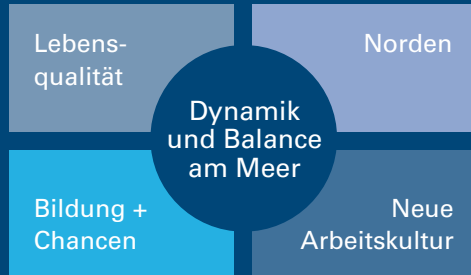 Lebens-
qualität
Norden
Dynamik
und Balance
am Meer
Bildung +
Chancen
Neue
Arbeitskultur